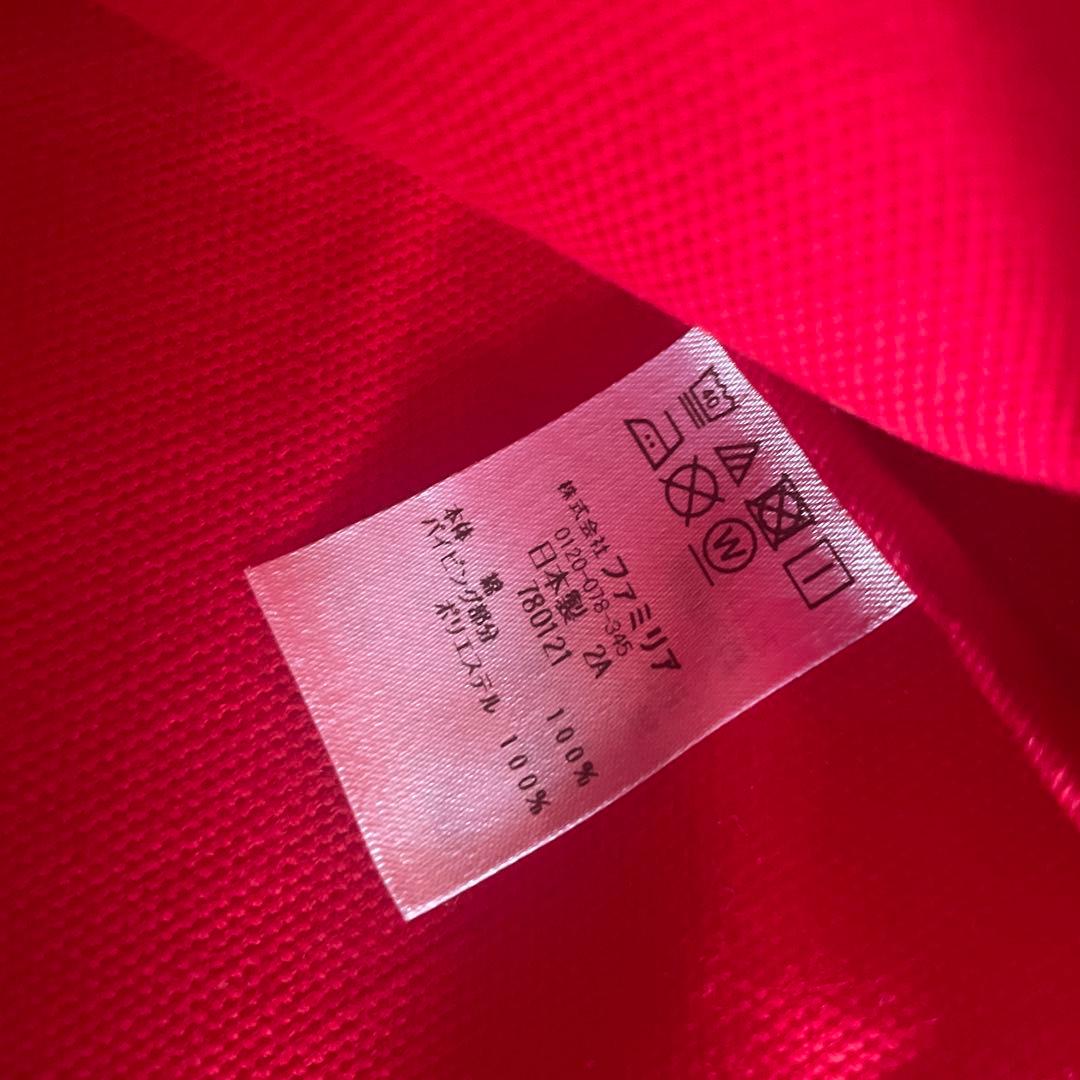 40
W
株式会社 ファミリア
0120-078-345
日本製 2A
780121
本体 綿 100%
パイピング部分
ポリエステル 100%